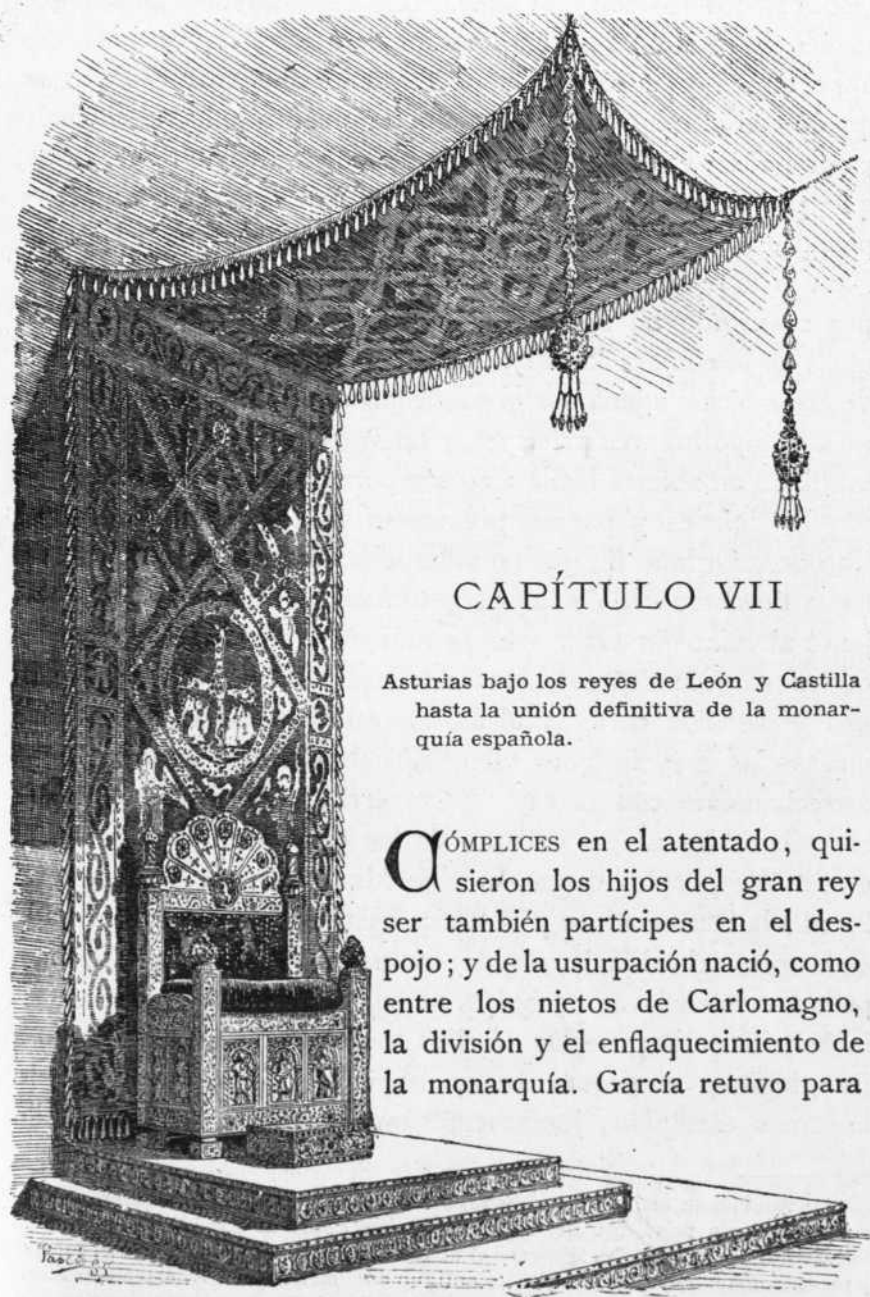 CAPÍTULO VII
Asturias bajo los reyes de León y Castilla
hasta la unión definitiva de la monar-
quía española.
CÓMPLICES en el atentado, qui-
sieron los hijos del gran rey
ser también partícipes en el des-
pojo; y de la usurpación nació, como
entre los nietos de Carlomagno,
la división y el enflaquecimiento de
la monarquía. García retuvo para